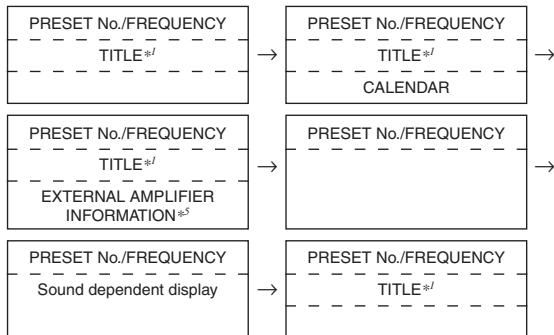 PRESET No./FREQUENCY
TITLE*1
→
PRESET No./FREQUENCY
TITLE*1
CALENDAR
→
PRESET No./FREQUENCY
TITLE*1
EXTERNAL AMPLIFIER
INFORMATION*5
→
PRESET No./FREQUENCY
→
PRESET No./FREQUENCY
Sound dependent display
→
PRESET No./FREQUENCY
TITLE*1